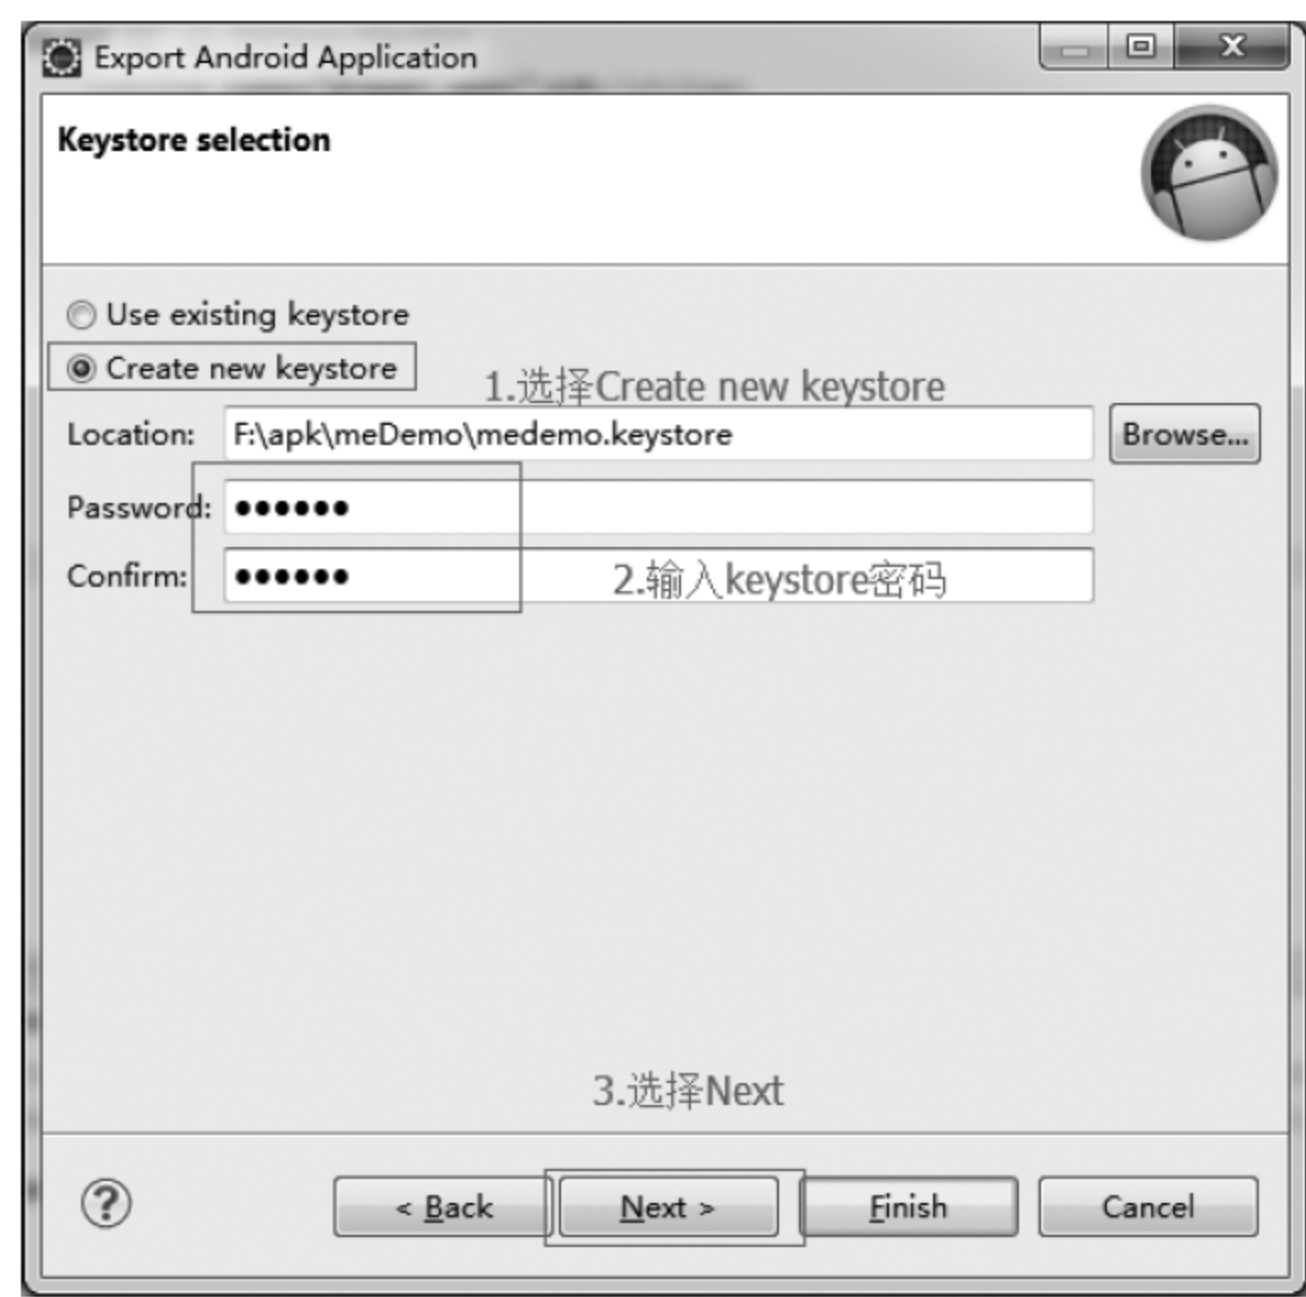 Export Android Application
Keystore selection
Use existing keystore
Create new keystore
1.选择Create new keystore
Location: F:\apk\meDemo\medemo.keystore Browse...
Password: ●●●●●●
Confirm: ●●●●●● 2.输入keystore密码
3.选择Next
? < Back Next > Finish Cancel